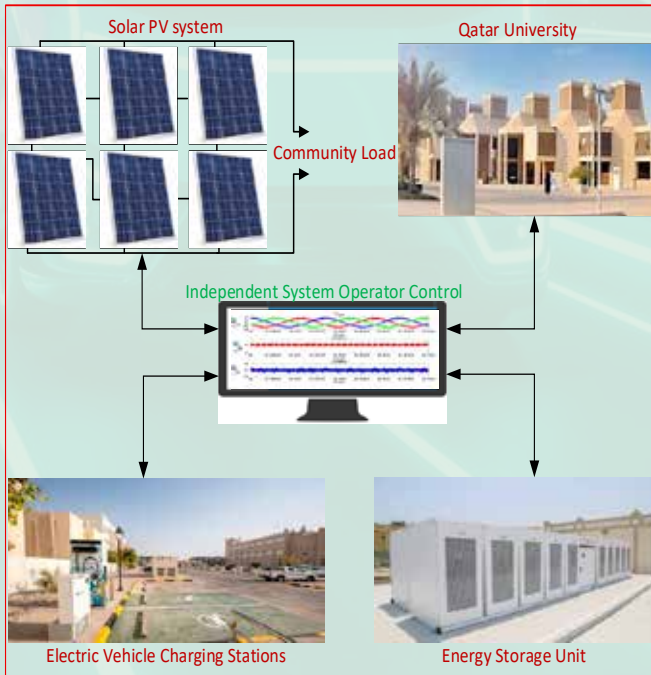 Solar PV system
Qatar University
Community Load
Independent System Operator Control
Electric Vehicle Charging Stations
Energy Storage Unit